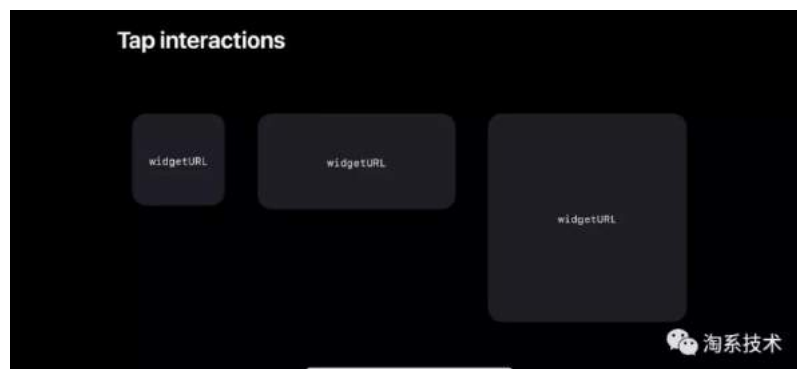 Tap interactions
widgetURL
widgetURL
widgetURL
淘系技术